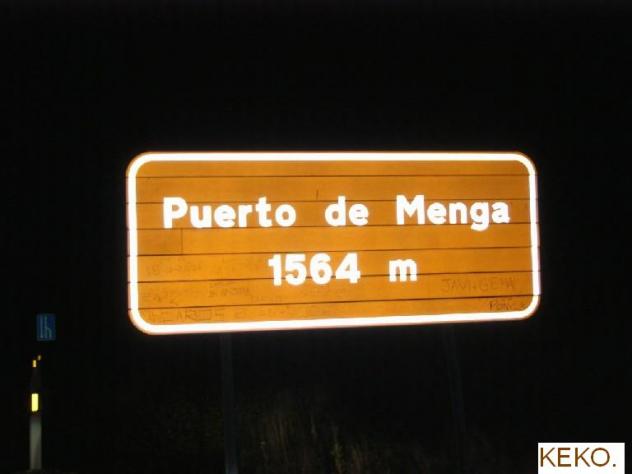 Puerto de Menga
1564 m
JAVI+GEMA
KEKO.